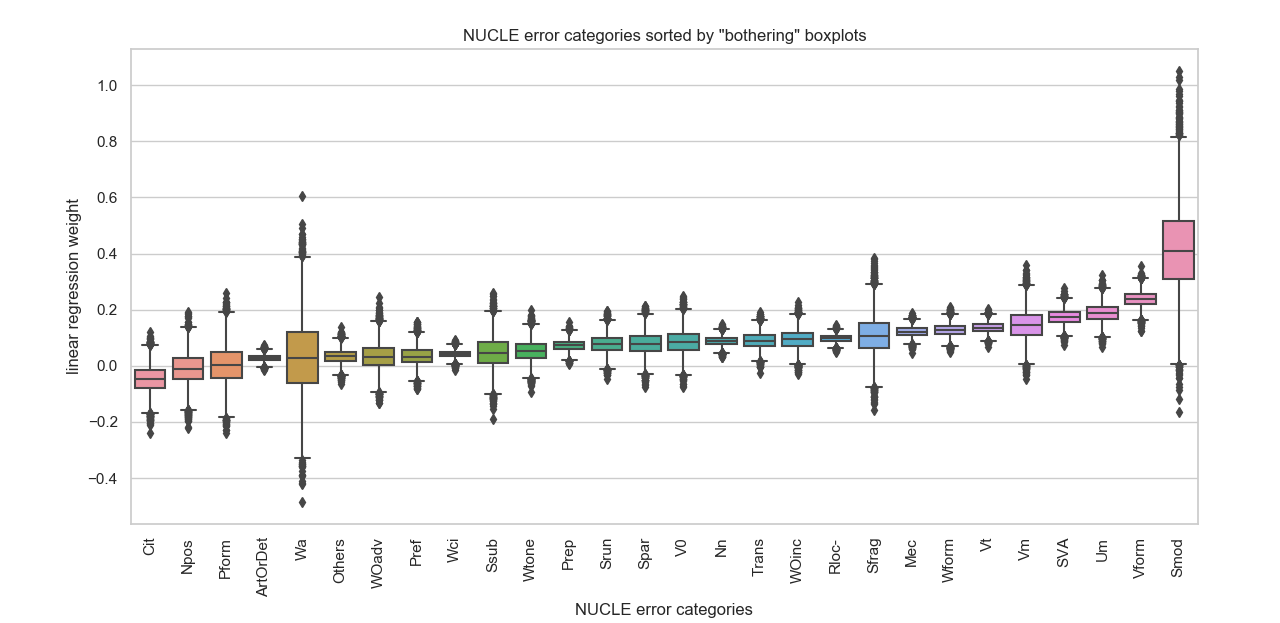 NUCLE error categories sorted by "bothering" boxplots
linear regression weight
1.0
0.8
0.6
0.4
0.2
0.0
−0.2
−0.4
Cit
Npos
Pform
ArtOrDet
Wa
Others
WOadv
Pref
Wci
Ssub
Wtone
Prep
Srun
Spar
V0
Nn
Trans
WOinc
Rloc-
Sfrag
Mec
Wform
Vt
Vm
SVA
Um
Vform
Smod
NUCLE error categories